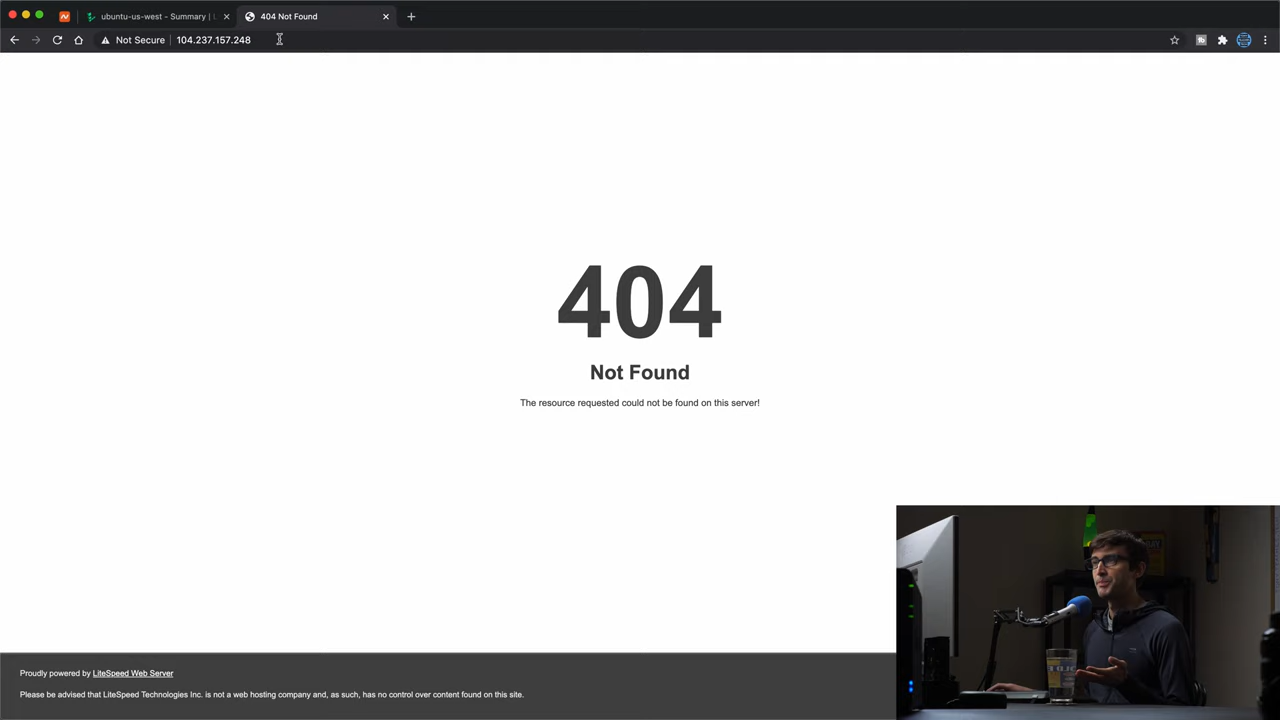 ubuntu-us-west - Summary | L
404 Not Found
Not Secure
104.237.157.248
404
Not Found
The resource requested could not be found on this server!
Proudly powered by LiteSpeed Web Server
Please be advised that LiteSpeed Technologies Inc. is not a web hosting company and, as such, has no control over content found on this site.